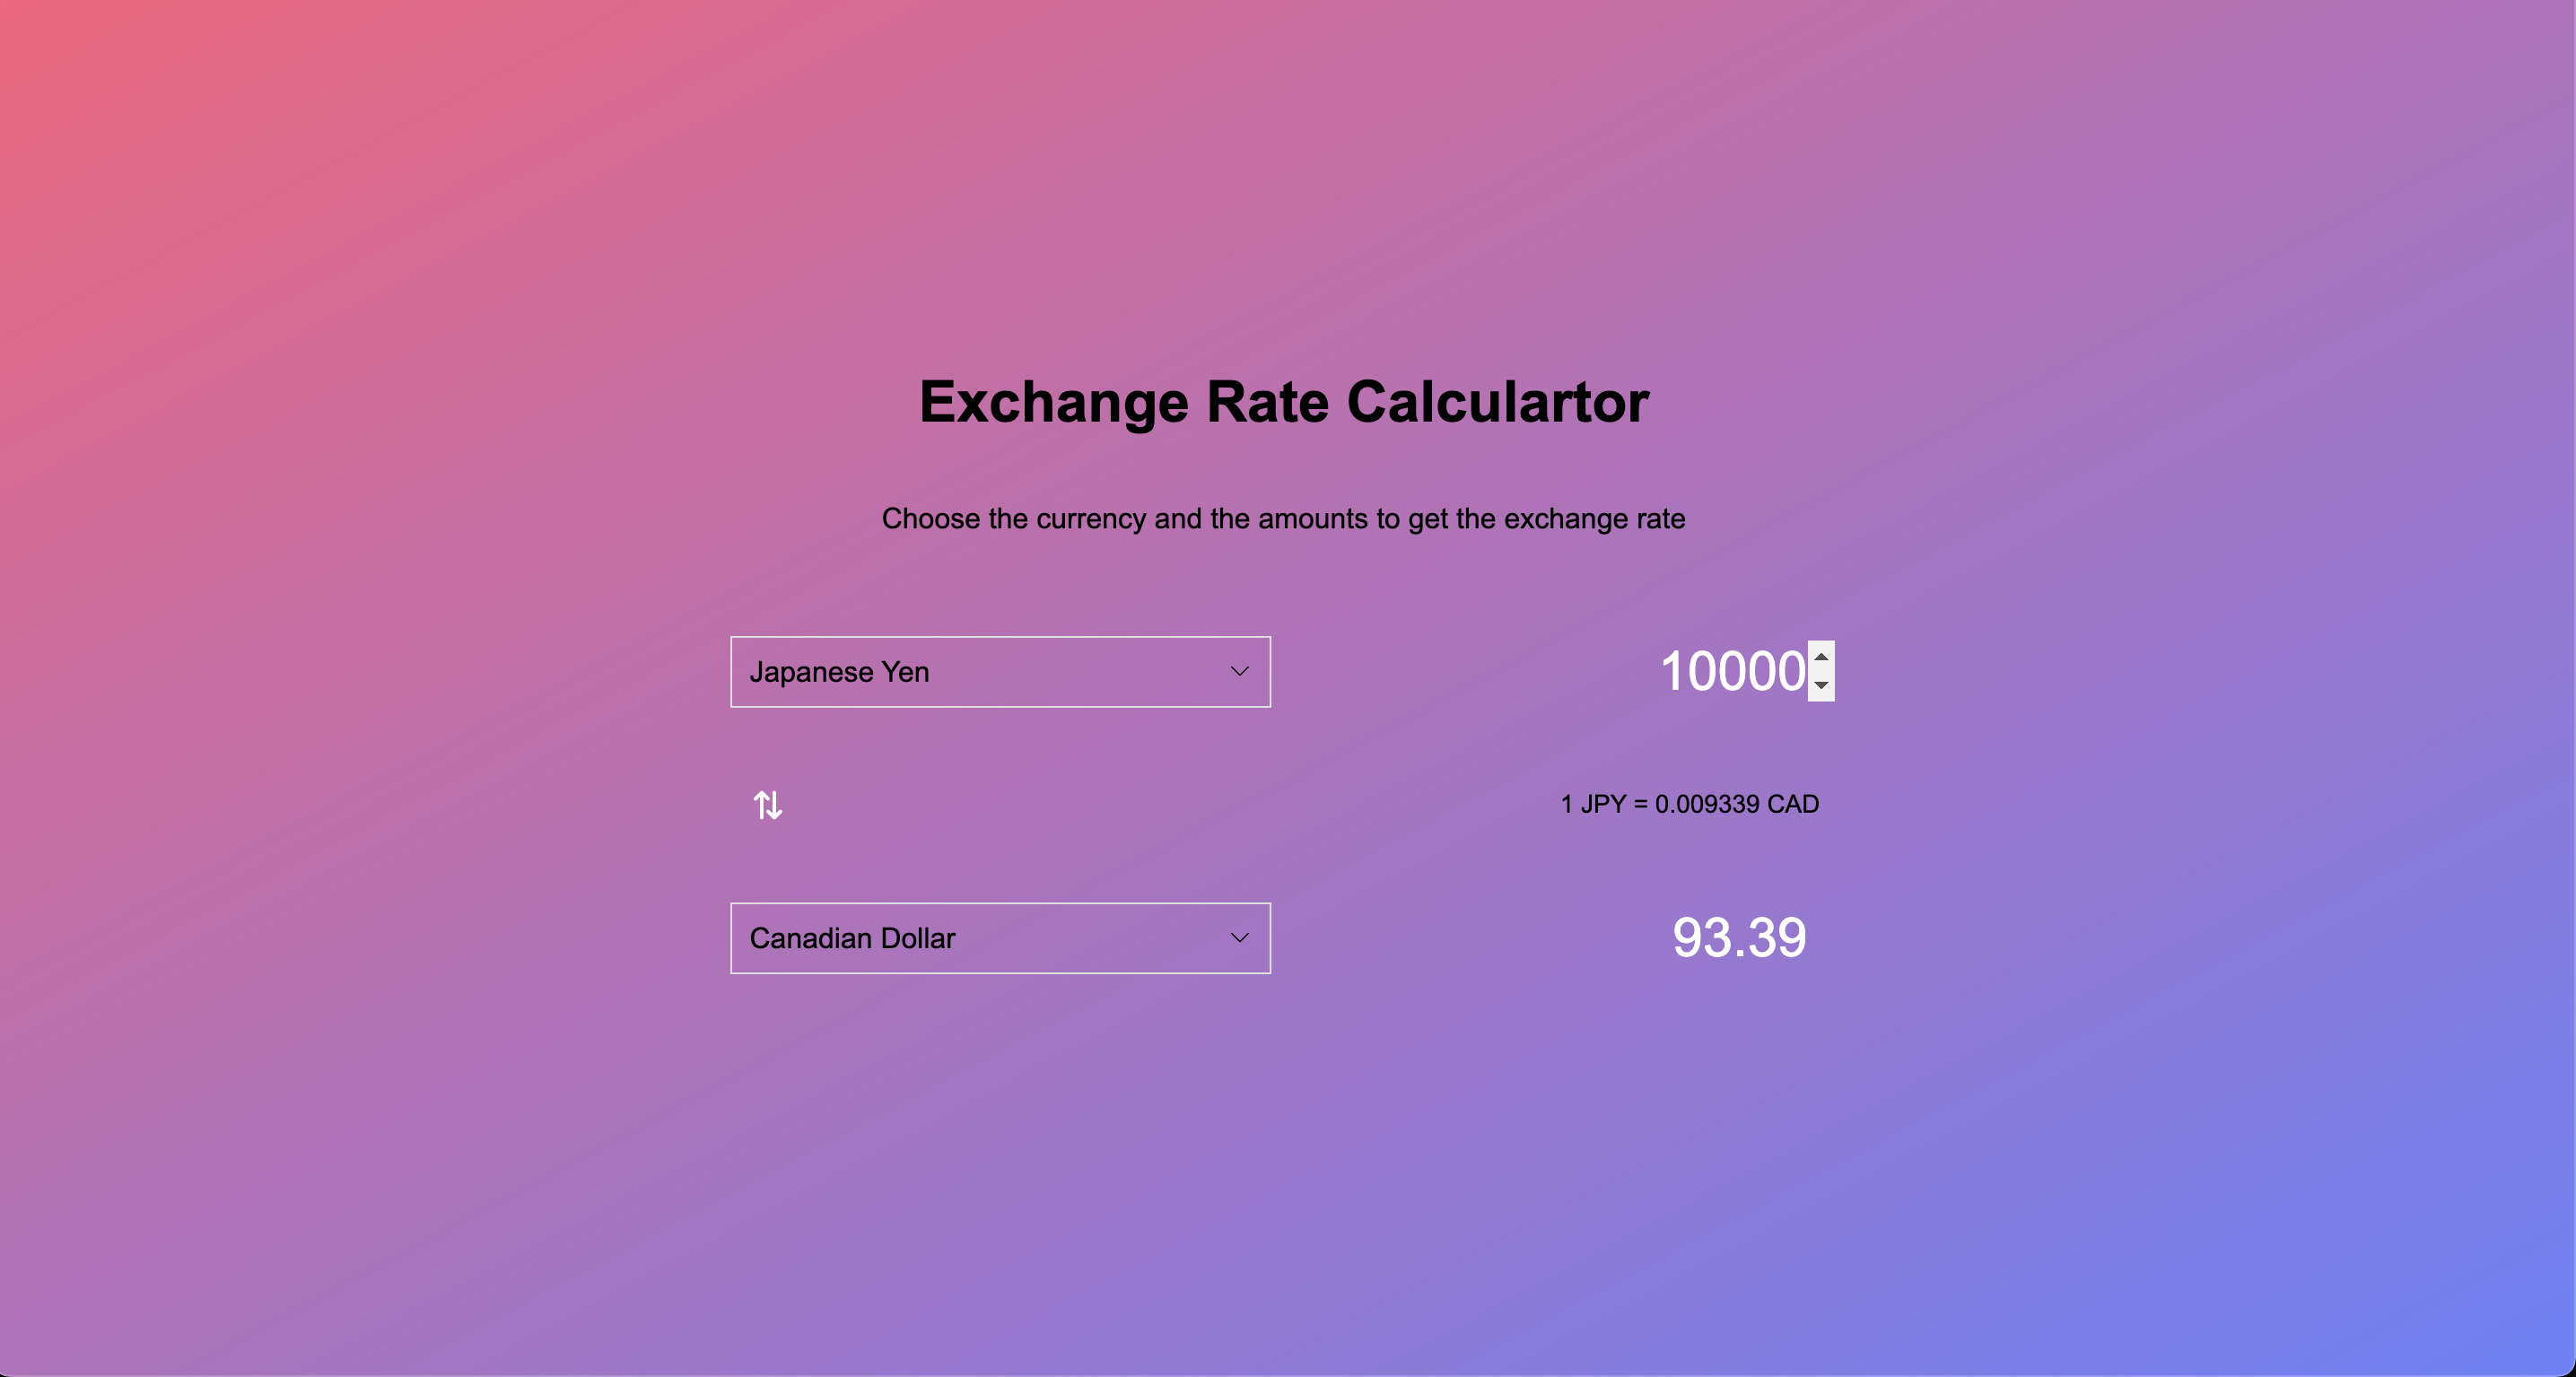 Exchange Rate Calculartor
Choose the currency and the amounts to get the exchange rate
Japanese Yen
10000
1 JPY = 0.009339 CAD
Canadian Dollar
93.39